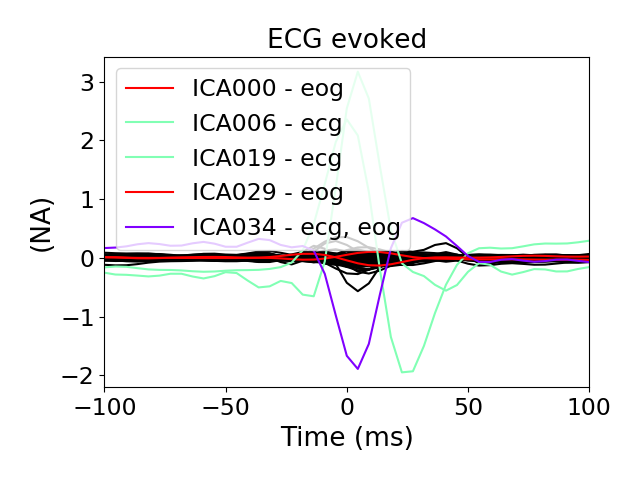 ECG evoked
ICA000 - eog
ICA006 - ecg
ICA019 - ecg
ICA029 - eog
ICA034 - ecg, eog
(NA)
3
2
1
0
−1
−2
−100 −50 0 50 100
Time (ms)